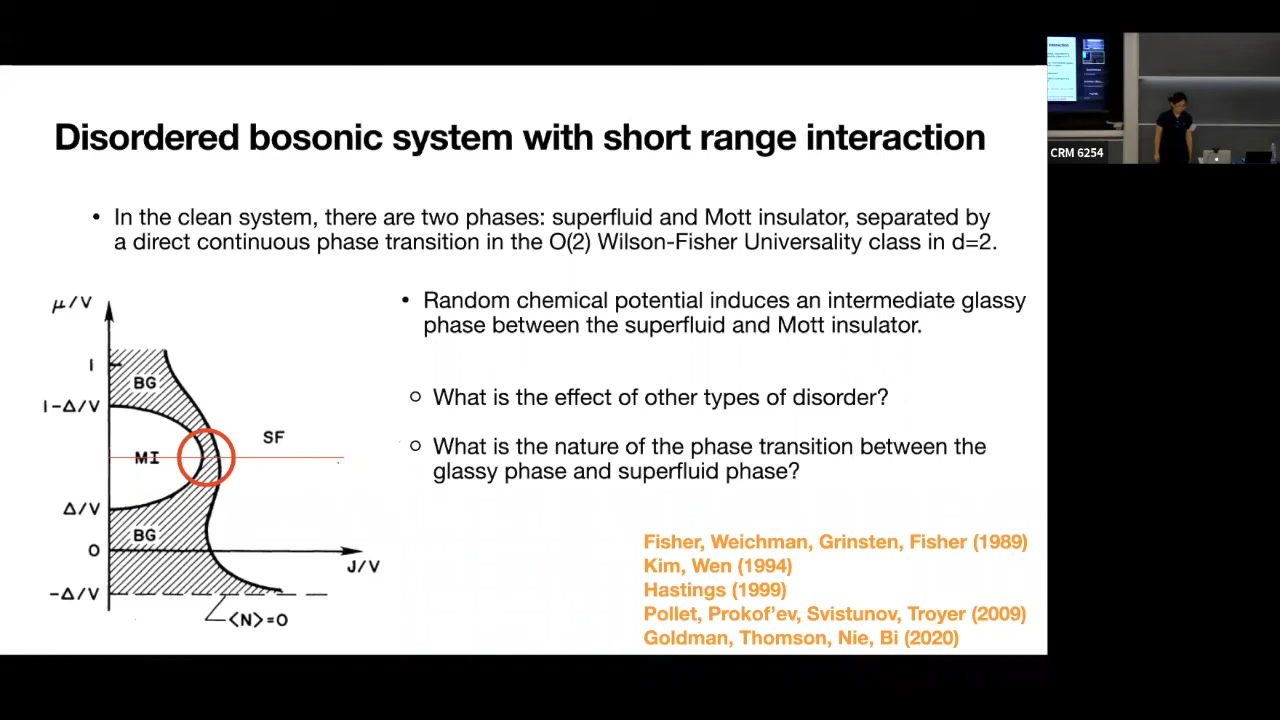 Disordered bosonic system with short range interaction
• In the clean system, there are two phases: superfluid and Mott insulator, separated by
a direct continuous phase transition in the O(2) Wilson-Fisher Universality class in d=2.
• Random chemical potential induces an intermediate glassy
phase between the superfluid and Mott insulator.
What is the effect of other types of disorder?
What is the nature of the phase transition between the
glassy phase and superfluid phase?
μ/V
1
BG
1-Δ/V
SF
MI
Δ/V
BG
0
J/V
-Δ/V
⟨N⟩=0
Fisher, Weichman, Grinsten, Fisher (1989)
Kim, Wen (1994)
Hastings (1999)
Pollet, Prokof'ev, Svistunov, Troyer (2009)
Goldman, Thomson, Nie, Bi (2020)
CRM 6254